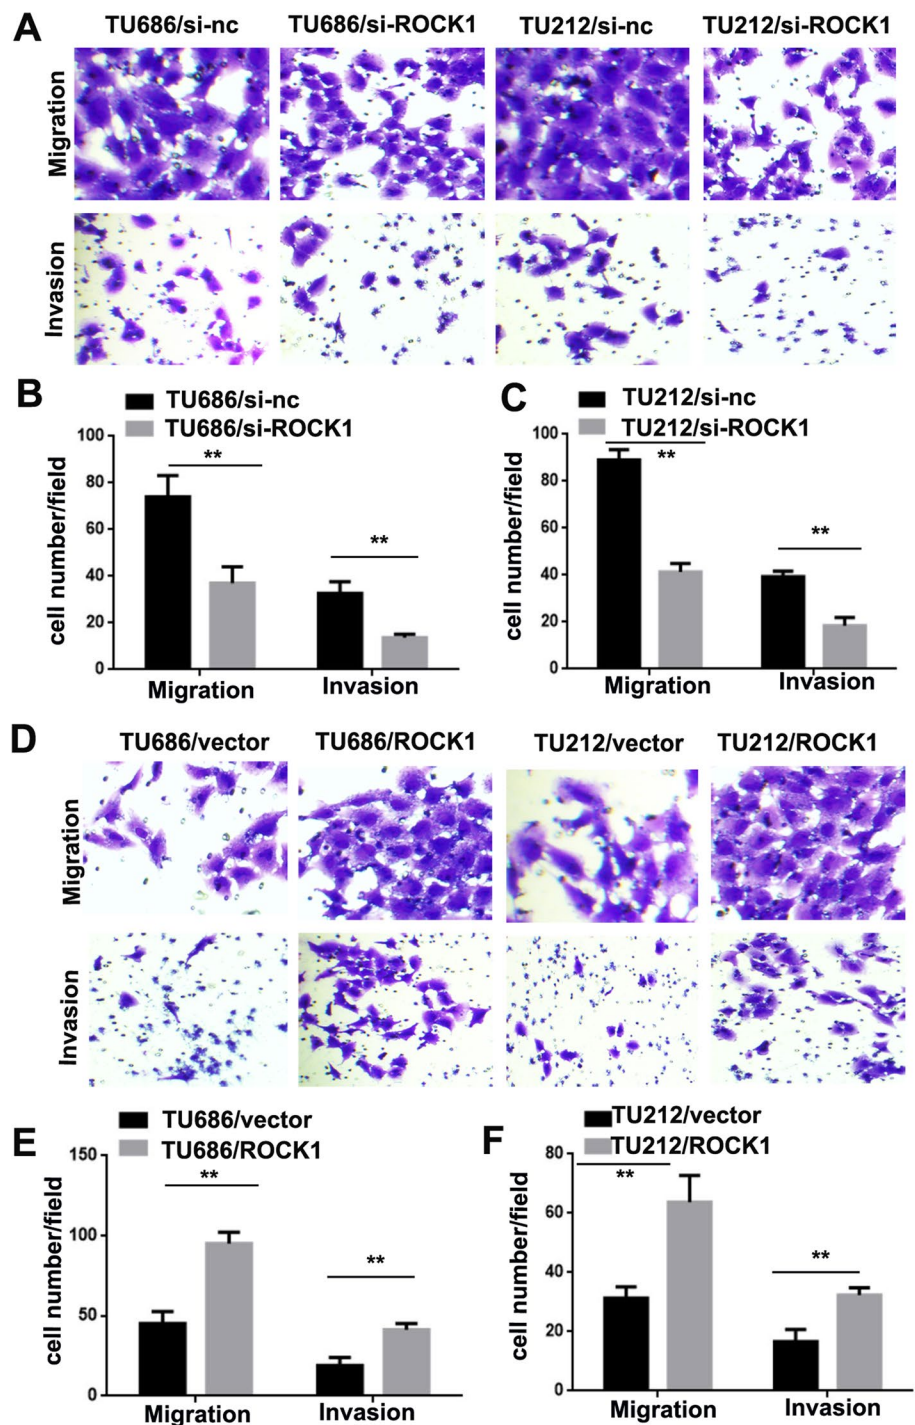 A
TU686/si-nc TU686/si-ROCK1 TU212/si-nc TU212/si-ROCK1
Migration
Invasion
B
TU686/si-nc
TU686/si-ROCK1
cell number/field
100
80
60
40
20
0
**
**
Migration Invasion
C
TU212/si-nc
TU212/si-ROCK1
cell number/field
100
80
60
40
20
0
**
**
Migration Invasion
D
TU686/vector TU686/ROCK1 TU212/vector TU212/ROCK1
Migration
Invasion
E
TU686/vector
TU686/ROCK1
cell number/field
150
100
50
0
**
**
Migration Invasion
F
TU212/vector
TU212/ROCK1
cell number/field
80
60
40
20
0
**
**
Migration Invasion